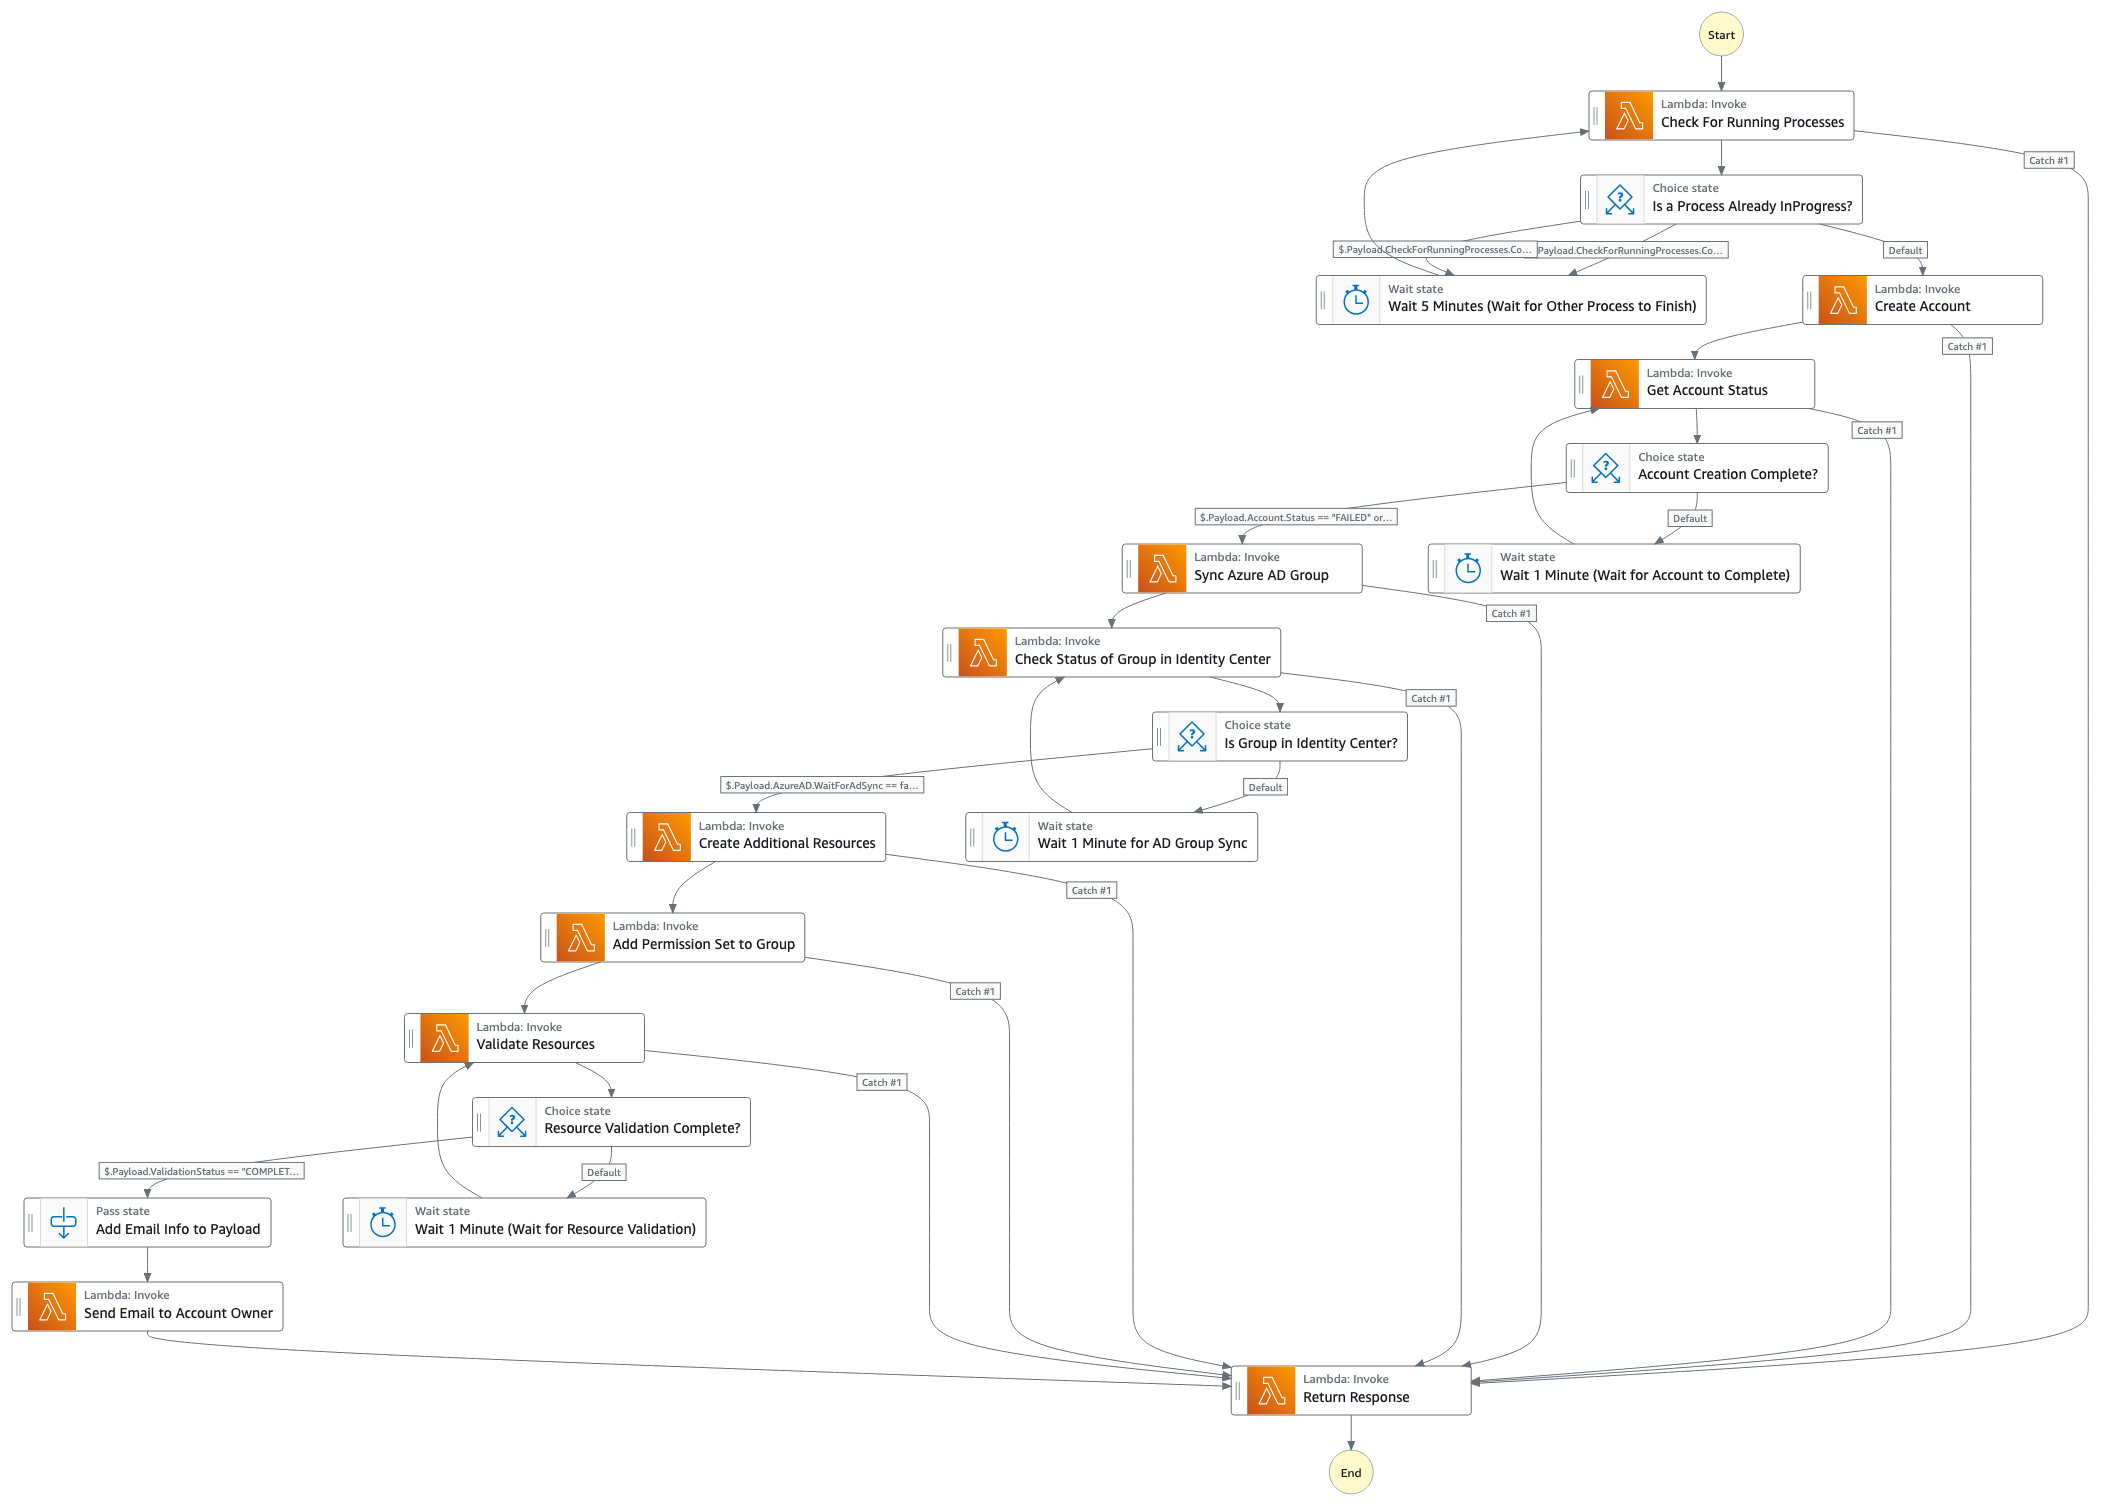 Start
Lambda: Invoke
Check For Running Processes
Catch #1
Choice state
Is a Process Already InProgress?
$.Payload.CheckForRunningProcesses.Co...
Payload.CheckForRunningProcesses.Co...
Default
Wait state
Wait 5 Minutes (Wait for Other Process to Finish)
Lambda: Invoke
Create Account
Catch #1
Lambda: Invoke
Get Account Status
Catch #1
Choice state
Account Creation Complete?
$.Payload.Account.Status == "FAILED" or...
Default
Lambda: Invoke
Sync Azure AD Group
Wait state
Wait 1 Minute (Wait for Account to Complete)
Catch #1
Lambda: Invoke
Check Status of Group in Identity Center
Catch #1
Choice state
Is Group in Identity Center?
$.Payload.AzureAD.WaitForAdSync == fa...
Default
Lambda: Invoke
Create Additional Resources
Wait state
Wait 1 Minute for AD Group Sync
Catch #1
Lambda: Invoke
Add Permission Set to Group
Catch #1
Lambda: Invoke
Validate Resources
Catch #1
Choice state
Resource Validation Complete?
$.Payload.ValidationStatus == "COMPLET...
Default
Pass state
Add Email Info to Payload
Wait state
Wait 1 Minute (Wait for Resource Validation)
Lambda: Invoke
Send Email to Account Owner
Lambda: Invoke
Return Response
End